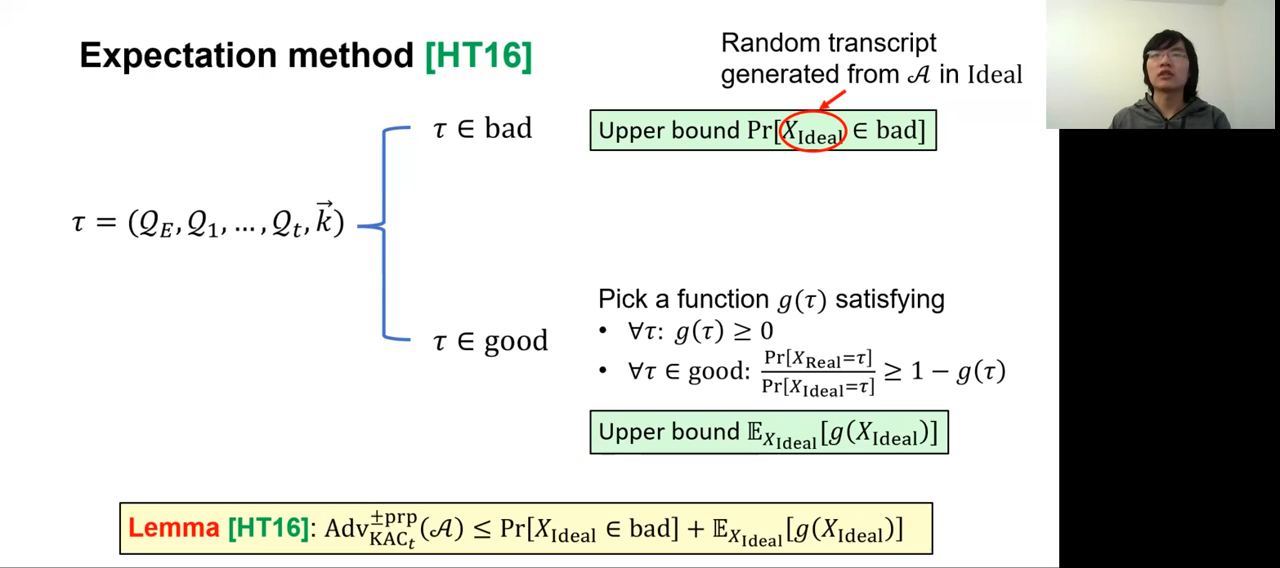 Expectation method [HT16]
Random transcript
generated from 𝒜 in Ideal
τ ∈ bad
Upper bound Pr[X_Ideal ∈ bad]
τ = (𝒬_E, 𝒬_1, …, 𝒬_t, k⃗)
Pick a function g(τ) satisfying
• ∀τ: g(τ) ≥ 0
τ ∈ good
• ∀τ ∈ good: Pr[X_Real=τ]/Pr[X_Ideal=τ] ≥ 1 − g(τ)
Upper bound 𝔼_{X_Ideal}[g(X_Ideal)]
Lemma [HT16]: Adv^{±prp}_{KAC_t}(𝒜) ≤ Pr[X_Ideal ∈ bad] + 𝔼_{X_Ideal}[g(X_Ideal)]